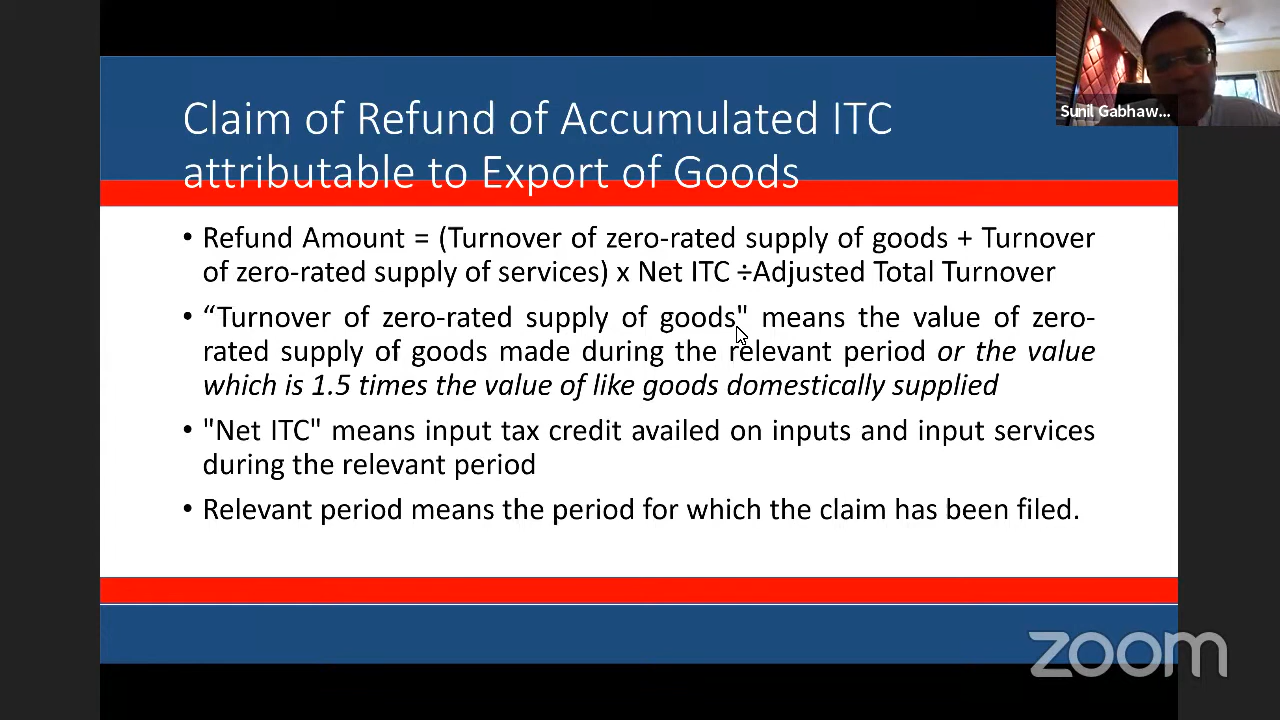 Claim of Refund of Accumulated ITC
attributable to Export of Goods
Sunil Gabhaw...
• Refund Amount = (Turnover of zero-rated supply of goods + Turnover
of zero-rated supply of services) x Net ITC ÷Adjusted Total Turnover
• “Turnover of zero-rated supply of goods" means the value of zero-
rated supply of goods made during the relevant period or the value
which is 1.5 times the value of like goods domestically supplied
• "Net ITC" means input tax credit availed on inputs and input services
during the relevant period
• Relevant period means the period for which the claim has been filed.
zoom